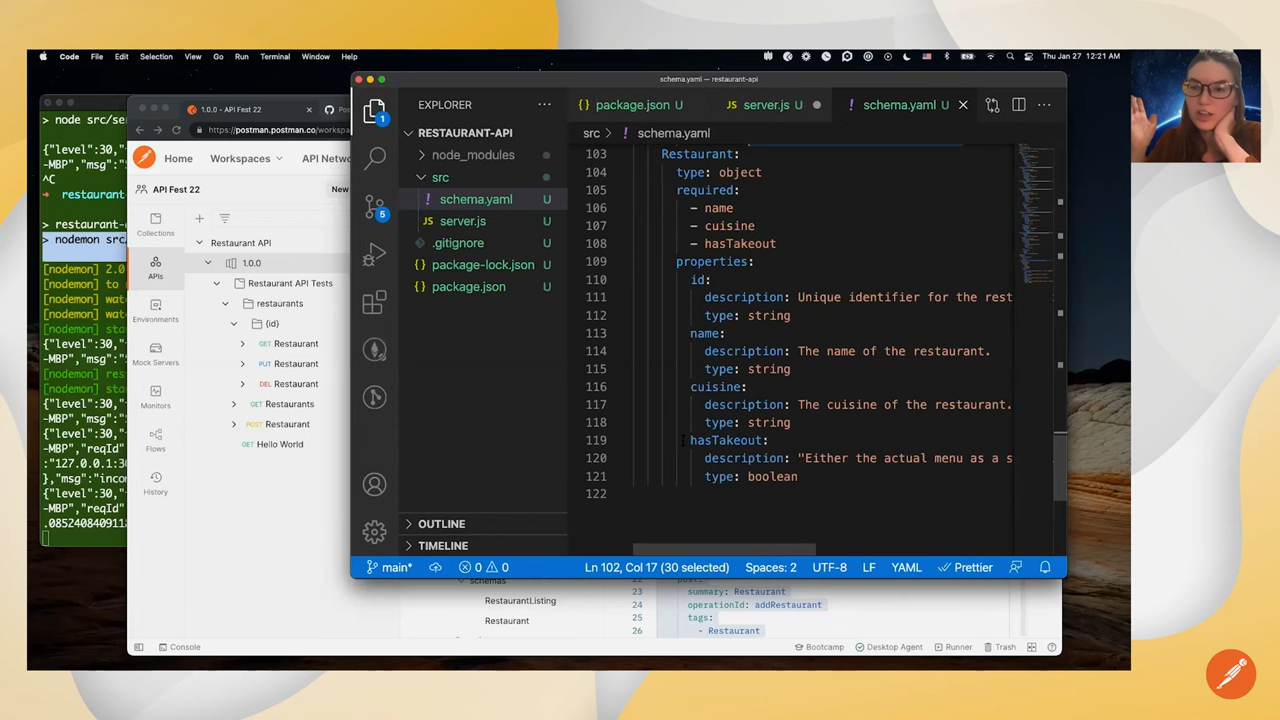 Code File Edit Selection View Go Run Terminal Window Help
Thu Jan 27 12:21 AM
schema.yaml — restaurant-api
> node src/se
{"level":30,"
-MBP","msg":"
^C
restaurant-
> restaurant-
> nodemon src/
[nodemon] 2.0
[nodemon] to
[nodemon] wat
[nodemon] wat
[nodemon] sta
{"level":30,"
-MBP","msg":"
[nodemon] res
[nodemon] sta
{"level":30,"
-MBP","msg":"
{"level":30,"
-MBP","reqId"
"127.0.0.1:30
},"msg":"incom
{"level":30,"
-MBP","reqId"
.085240840911
1.0.0 - API Fest 22
Po
https://postman.postman.co/workspa
Home Workspaces API Netw
API Fest 22 New
Collections
APIs
Environments
Mock Servers
Monitors
Flows
History
Restaurant API
1.0.0
Restaurant API Tests
restaurants
{id}
GET Restaurant
PUT Restaurant
DEL Restaurant
GET Restaurants
POST Restaurant
GET Hello World
EXPLORER ...
RESTAURANT-API
node_modules
src
schema.yaml U
server.js U
.gitignore U
package-lock.json U
package.json U
OUTLINE
TIMELINE
1
5
package.json U server.js U schema.yaml U
src > schema.yaml
103 Restaurant:
104 type: object
105 required:
106 - name
107 - cuisine
108 - hasTakeout
109 properties:
110 id:
111 description: Unique identifier for the rest
112 type: string
113 name:
114 description: The name of the restaurant.
115 type: string
116 cuisine:
117 description: The cuisine of the restaurant.
118 type: string
119 hasTakeout:
120 description: "Either the actual menu as a s
121 type: boolean
122
main* 0 0 Ln 102, Col 17 (30 selected) Spaces: 2 UTF-8 LF YAML Prettier
schemas
RestaurantListing
Restaurant
22 post:
23 summary: Restaurant
24 operationId: addRestaurant
25 tags:
26 - Restaurant
Console Bootcamp Desktop Agent Runner Trash